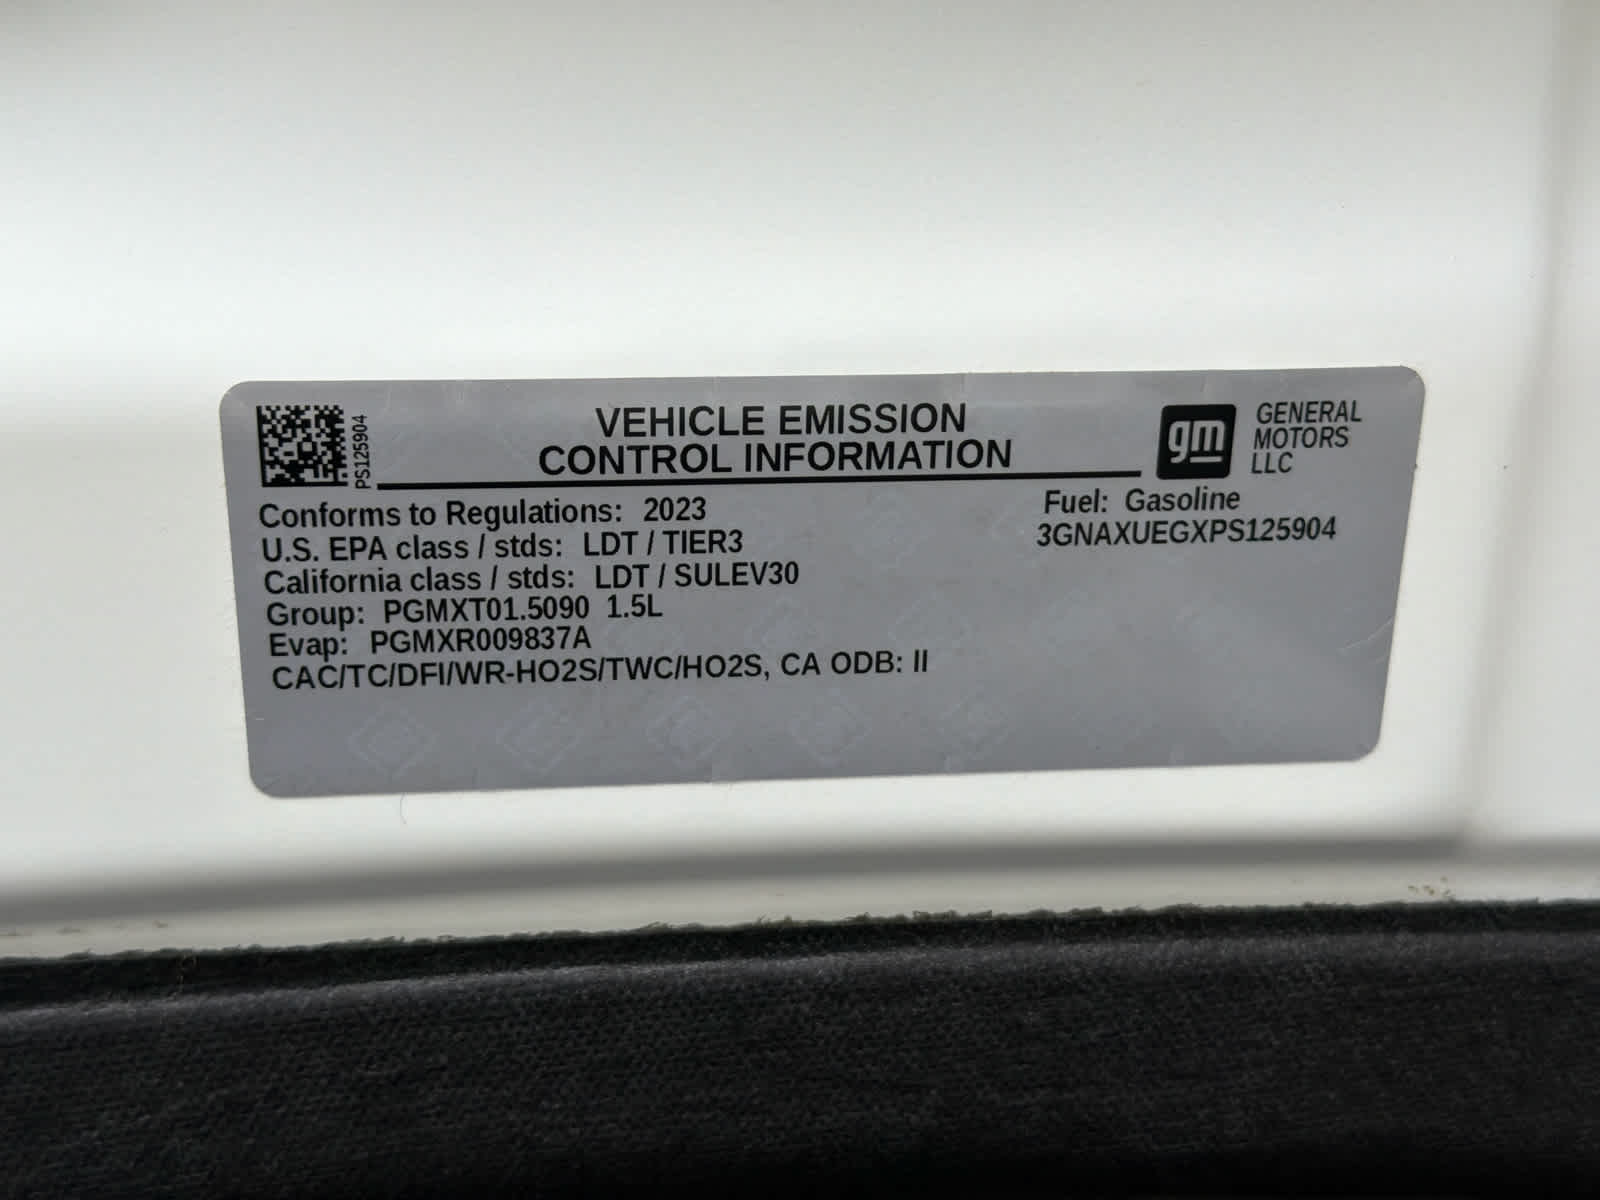 PS125904
VEHICLE EMISSION
CONTROL INFORMATION
gm
GENERAL
MOTORS
LLC
Conforms to Regulations: 2023
U.S. EPA class / stds: LDT / TIER3
California class / stds: LDT / SULEV30
Group: PGMXT01.5090 1.5L
Evap: PGMXR009837A
CAC/TC/DFI/WR-HO2S/TWC/HO2S, CA ODB: II
Fuel: Gasoline
3GNAXUEGXPS125904